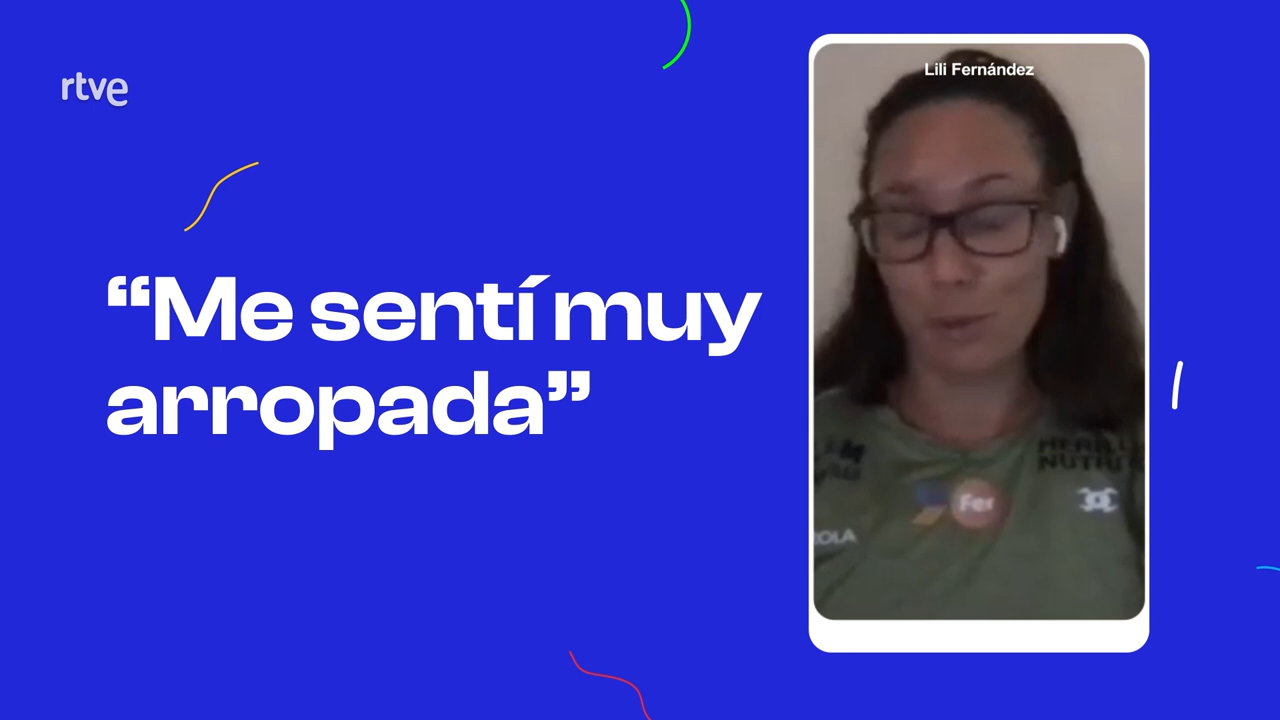 rtve
Lili Fernández
“Me sentí muy
arropada”
Fer